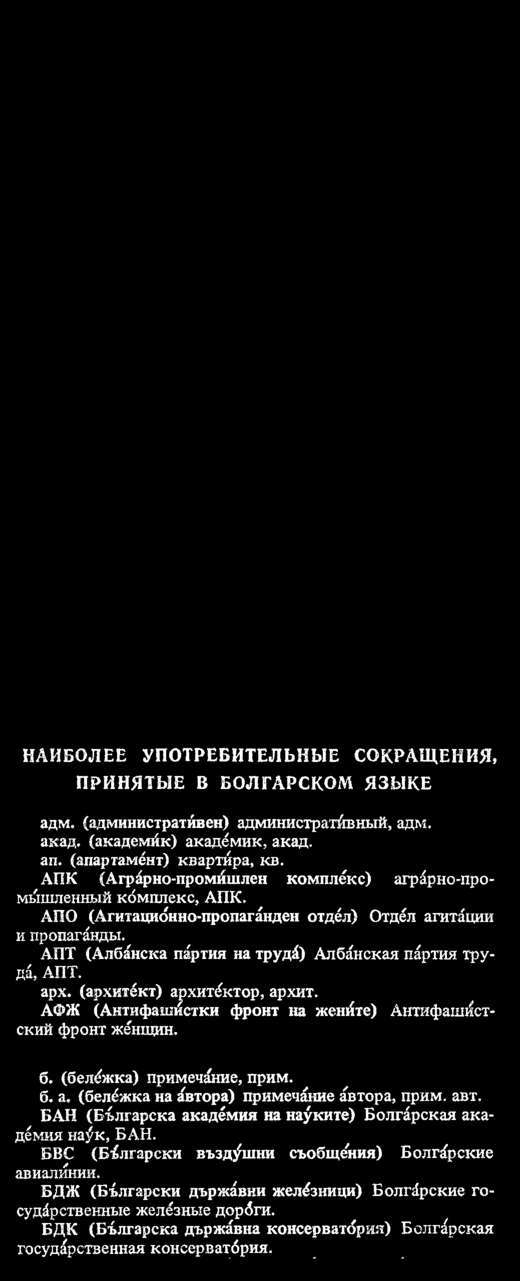 НАИБОЛЕЕ УПОТРЕБИТЕЛЬНЫЕ СОКРАЩЕНИЯ,
ПРИНЯТЫЕ В БОЛГАРСКОМ ЯЗЫКЕ
адм. (администрати́вен) администрати́вный, адм.
акад. (академи́к) акаде́мик, акад.
ап. (апартаме́нт) кварти́ра, кв.
АПК (Агра́рно-проми́шлен компле́кс) агра́рно-про-
мы́шленный ко́мплекс, АПК.
АПО (Агитацио́нно-пропага́нден отде́л) Отде́л агита́ции
и пропага́нды.
АПТ (Алба́нска па́ртия на труда́) Алба́нская па́ртия тру-
да́, АПТ.
арх. (архите́кт) архите́ктор, архит.
АФЖ (Антифаши́стки фронт на жени́те) Антифаши́ст-
ский фронт же́нщин.
б. (беле́жка) примеча́ние, прим.
б. а. (беле́жка на а́втора) примеча́ние а́втора, прим. авт.
БАН (Бъ́лгарска акаде́мия на нау́ките) Болга́рская ака-
де́мия нау́к, БАН.
БВС (Бъ́лгарски възду́шни съобще́ния) Болга́рские
авиали́нии.
БДЖ (Бъ́лгарски държа́вни желе́зници) Болга́рские го-
суда́рственные желе́зные доро́ги.
БДК (Бъ́лгарска държа́вна консервато́рия) Болга́рская
госуда́рственная консервато́рия.